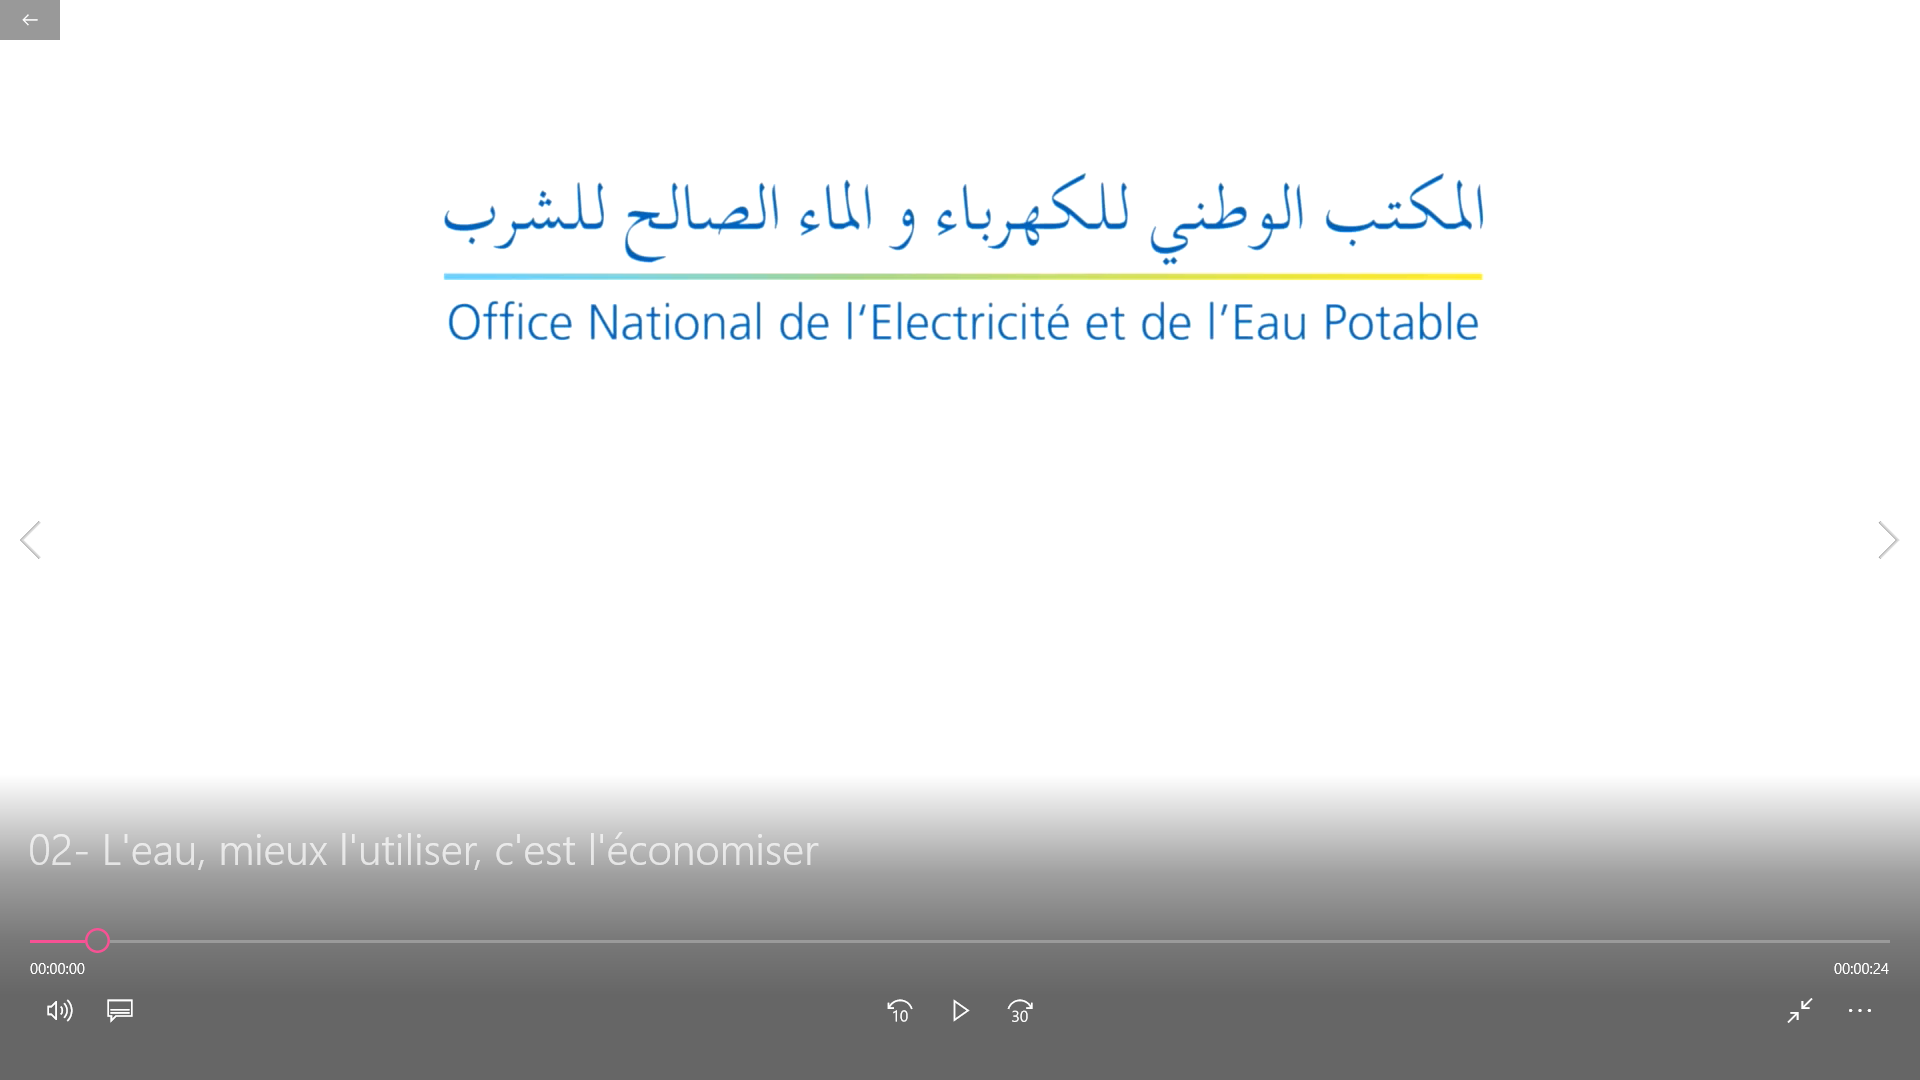 المكتب الوطني للكهرباء و الماء الصالح للشرب
Office National de l‘Electricité et de l’Eau Potable
02- L'eau, mieux l'utiliser, c'est l'économiser
00:00:00
00:00:24
10
30